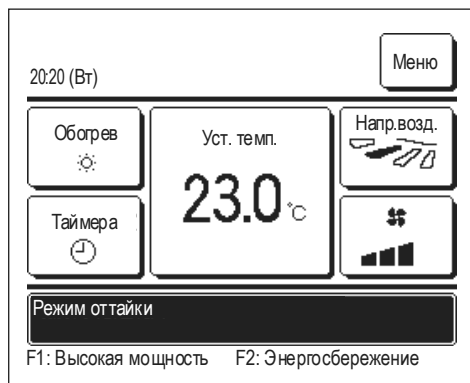 Меню
20:20 (Вт)
Обогрев
Уст. темп.
Напр.возд.
23.0 °C
Таймера
Режим оттайки
F1: Высокая мощность F2: Энергосбережение